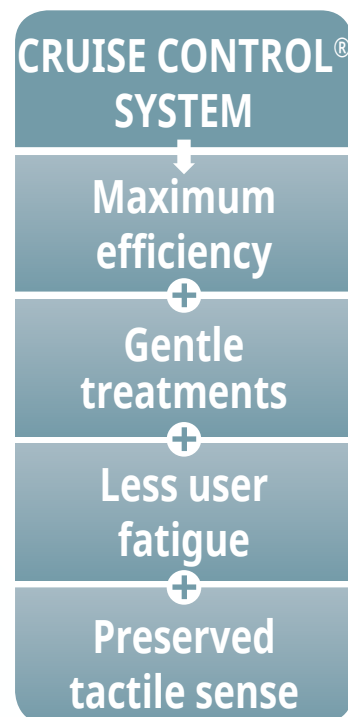 CRUISE CONTROL®
SYSTEM
Maximum
efficiency
+
Gentle
treatments
+
Less user
fatigue
+
Preserved
tactile sense